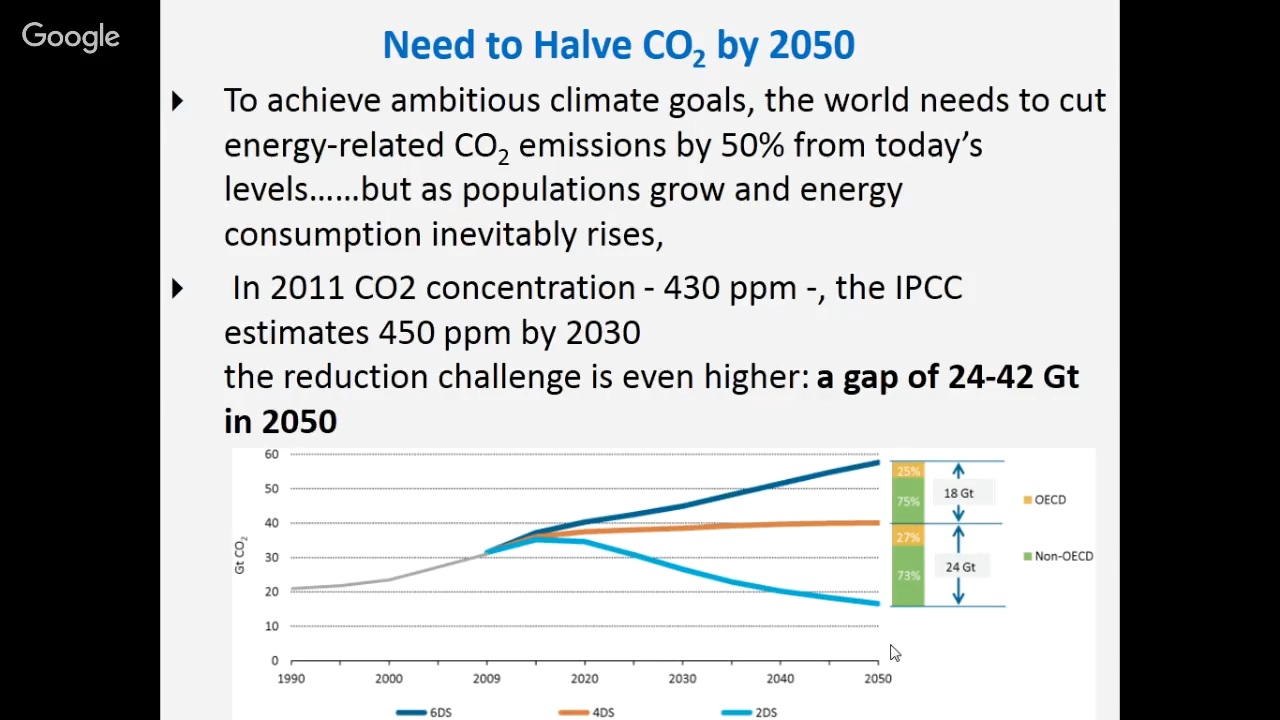 Google
Need to Halve CO₂ by 2050
To achieve ambitious climate goals, the world needs to cut
energy-related CO₂ emissions by 50% from today's
levels......but as populations grow and energy
consumption inevitably rises,
In 2011 CO2 concentration - 430 ppm -, the IPCC
estimates 450 ppm by 2030
the reduction challenge is even higher: a gap of 24-42 Gt
in 2050
Gt CO₂
60
50
40
30
20
10
0
1990 2000 2009 2020 2030 2040 2050
25%
75%
27%
73%
18 Gt
24 Gt
OECD
Non-OECD
6DS 4DS 2DS